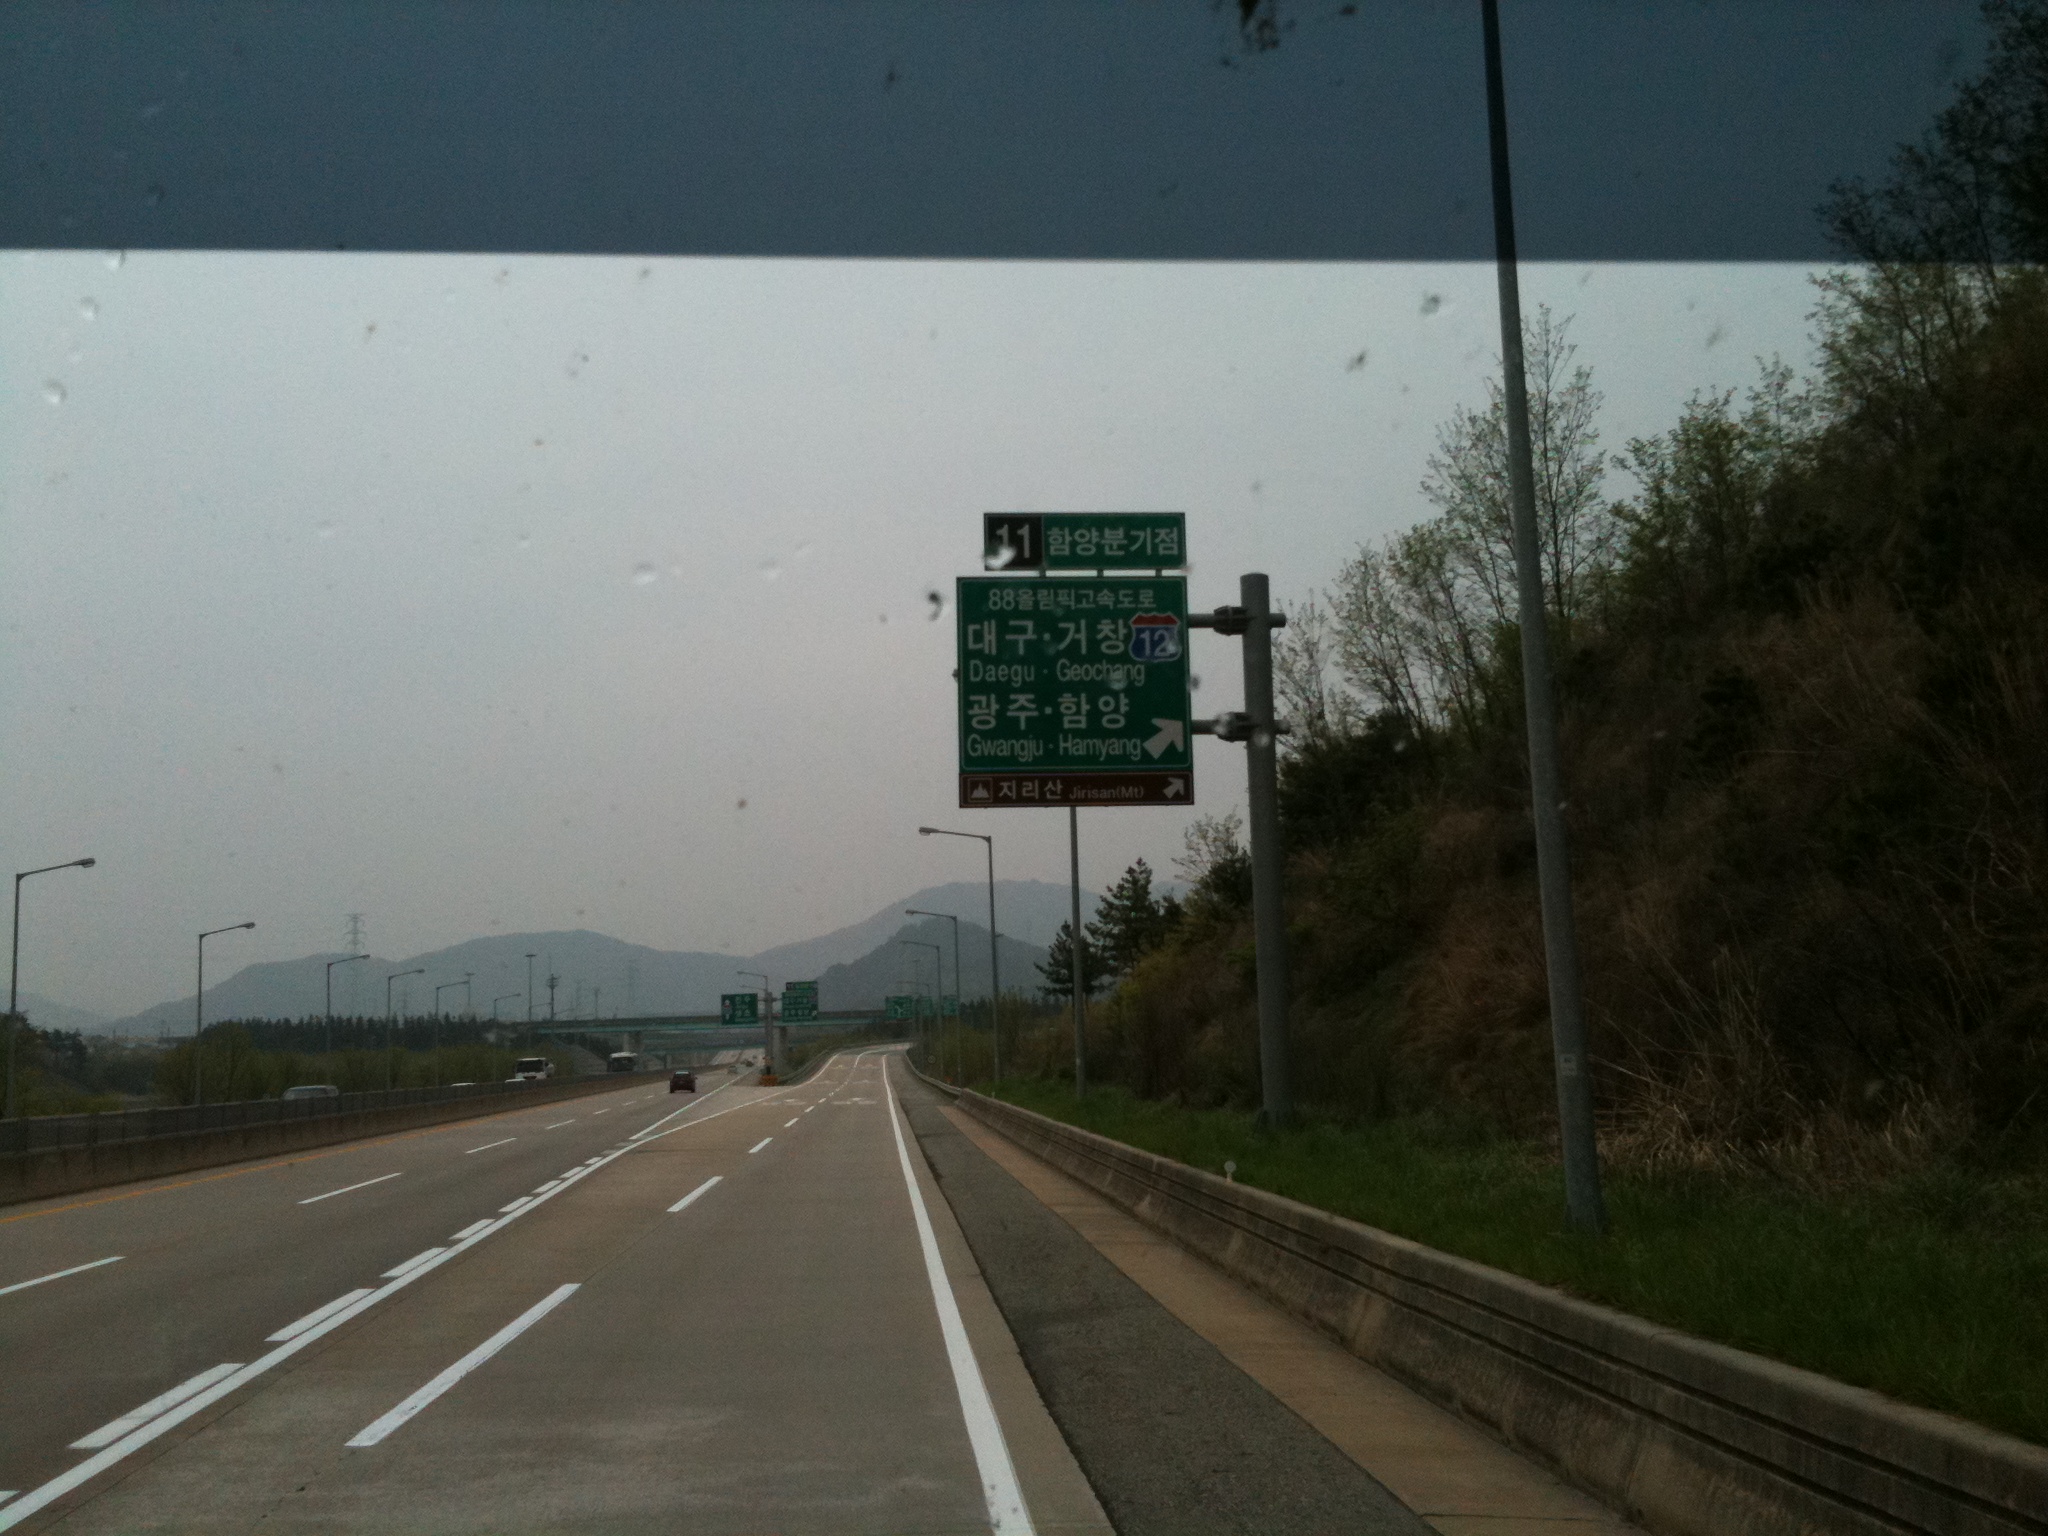 11 함양분기점
88올림픽고속도로
대구·거창 12
Daegu · Geochang
광주·함양
Gwangju · Hamyang
지리산 Jirisan(Mt)